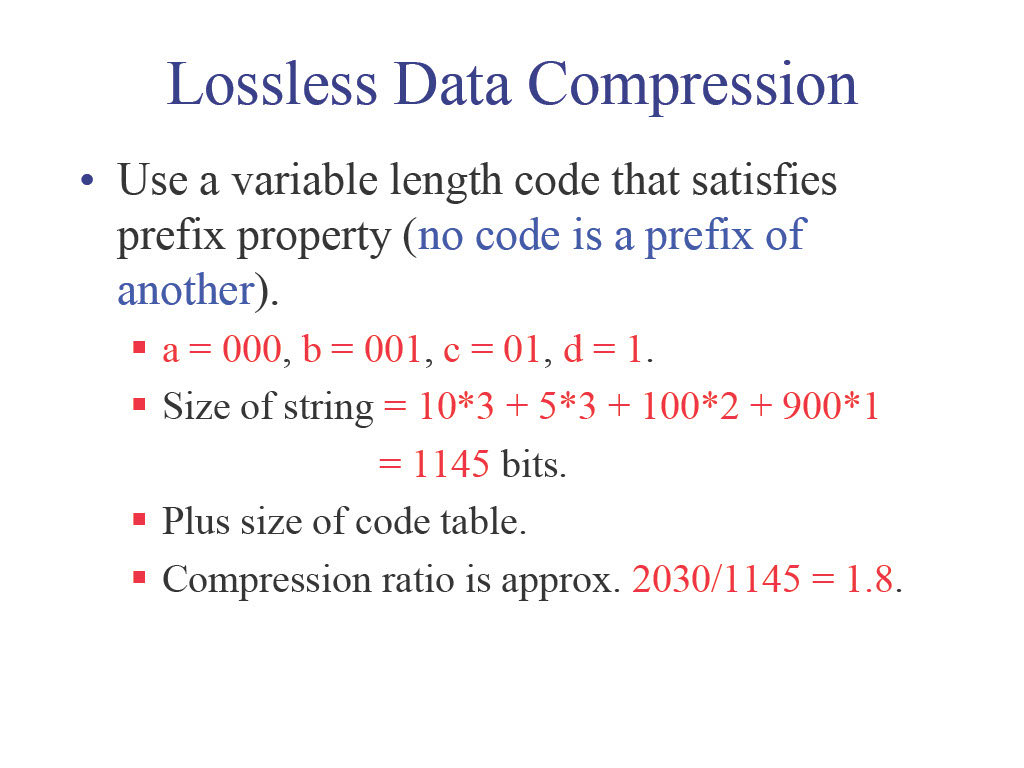 Lossless Data Compression
• Use a variable length code that satisfies
prefix property (no code is a prefix of
another).
▪ a = 000, b = 001, c = 01, d = 1.
▪ Size of string = 10*3 + 5*3 + 100*2 + 900*1
= 1145 bits.
▪ Plus size of code table.
▪ Compression ratio is approx. 2030/1145 = 1.8.